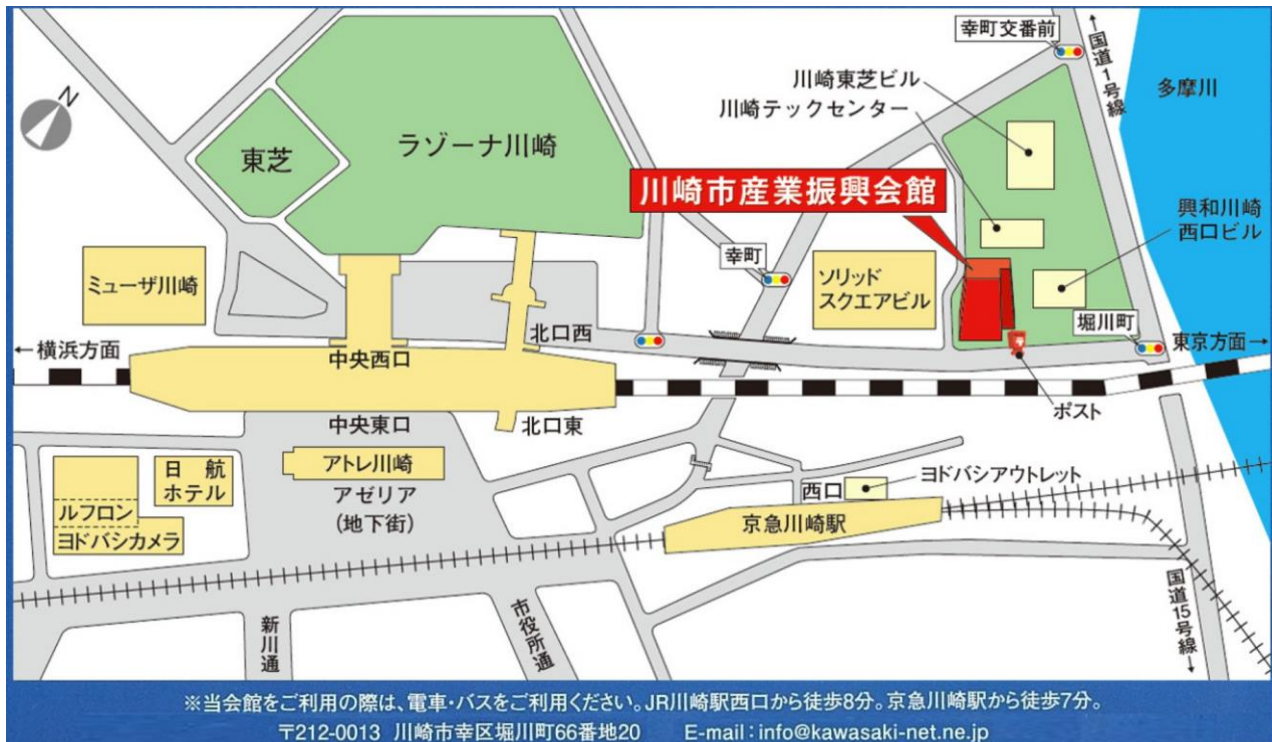 N
幸町交番前
←国道1号線
多摩川
川崎東芝ビル
川崎テックセンター
東芝
ラゾーナ川崎
川崎市産業振興会館
興和川崎
西口ビル
ミューザ川崎
幸町
ソリッド
スクエアビル
堀川町
←横浜方面
中央西口
北口西
東京方面→
ポスト
中央東口
北口東
日航
ホテル
アトレ川崎
アゼリア
(地下街)
ルフロン
ヨドバシカメラ
西口
ヨドバシアウトレット
京急川崎駅
新川通
市役所通
国道15号線→
※当会館をご利用の際は、電車・バスをご利用ください。JR川崎駅西口から徒歩8分。京急川崎駅から徒歩7分。
〒212-0013 川崎市幸区堀川町66番地20 E-mail:info@kawasaki-net.ne.jp